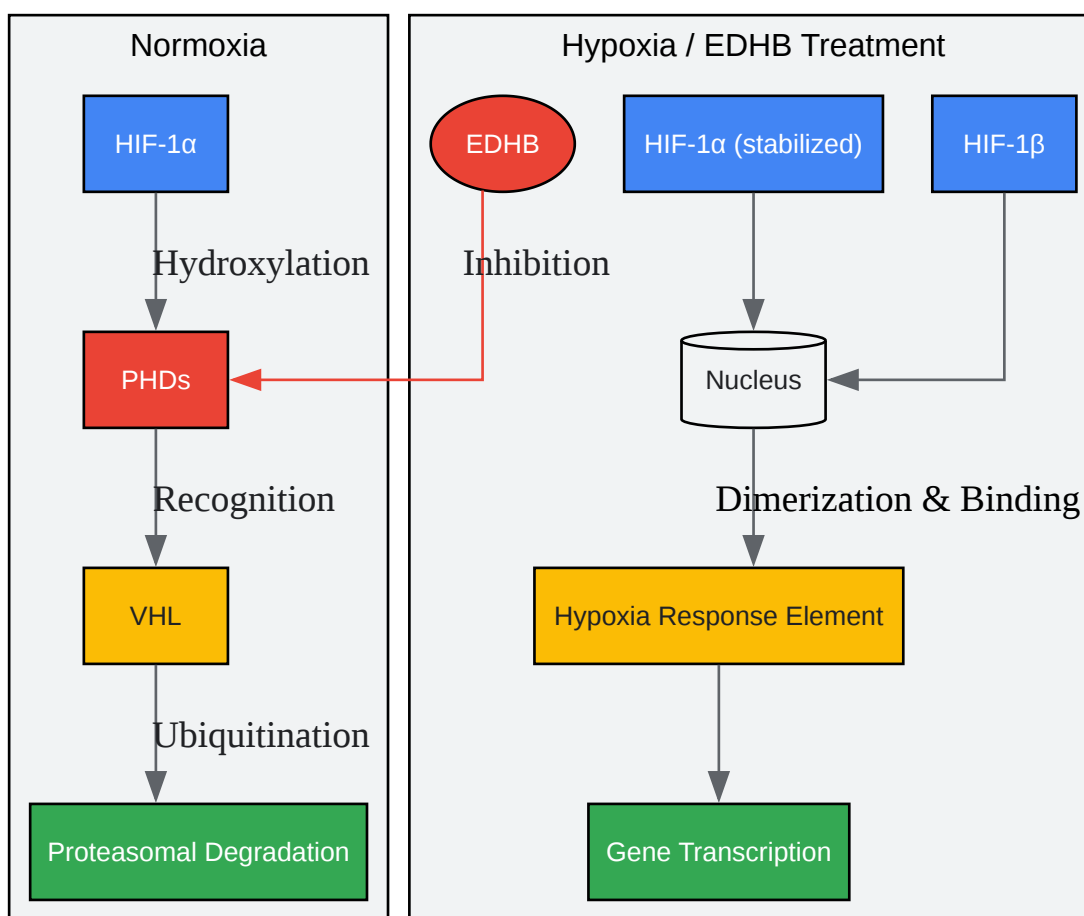 Normoxia
HIF-1α
Hydroxylation
PHDs
Recognition
VHL
Ubiquitination
Proteasomal Degradation
Hypoxia / EDHB Treatment
EDHB
HIF-1α (stabilized)
HIF-1β
Inhibition
Nucleus
Dimerization & Binding
Hypoxia Response Element
Gene Transcription